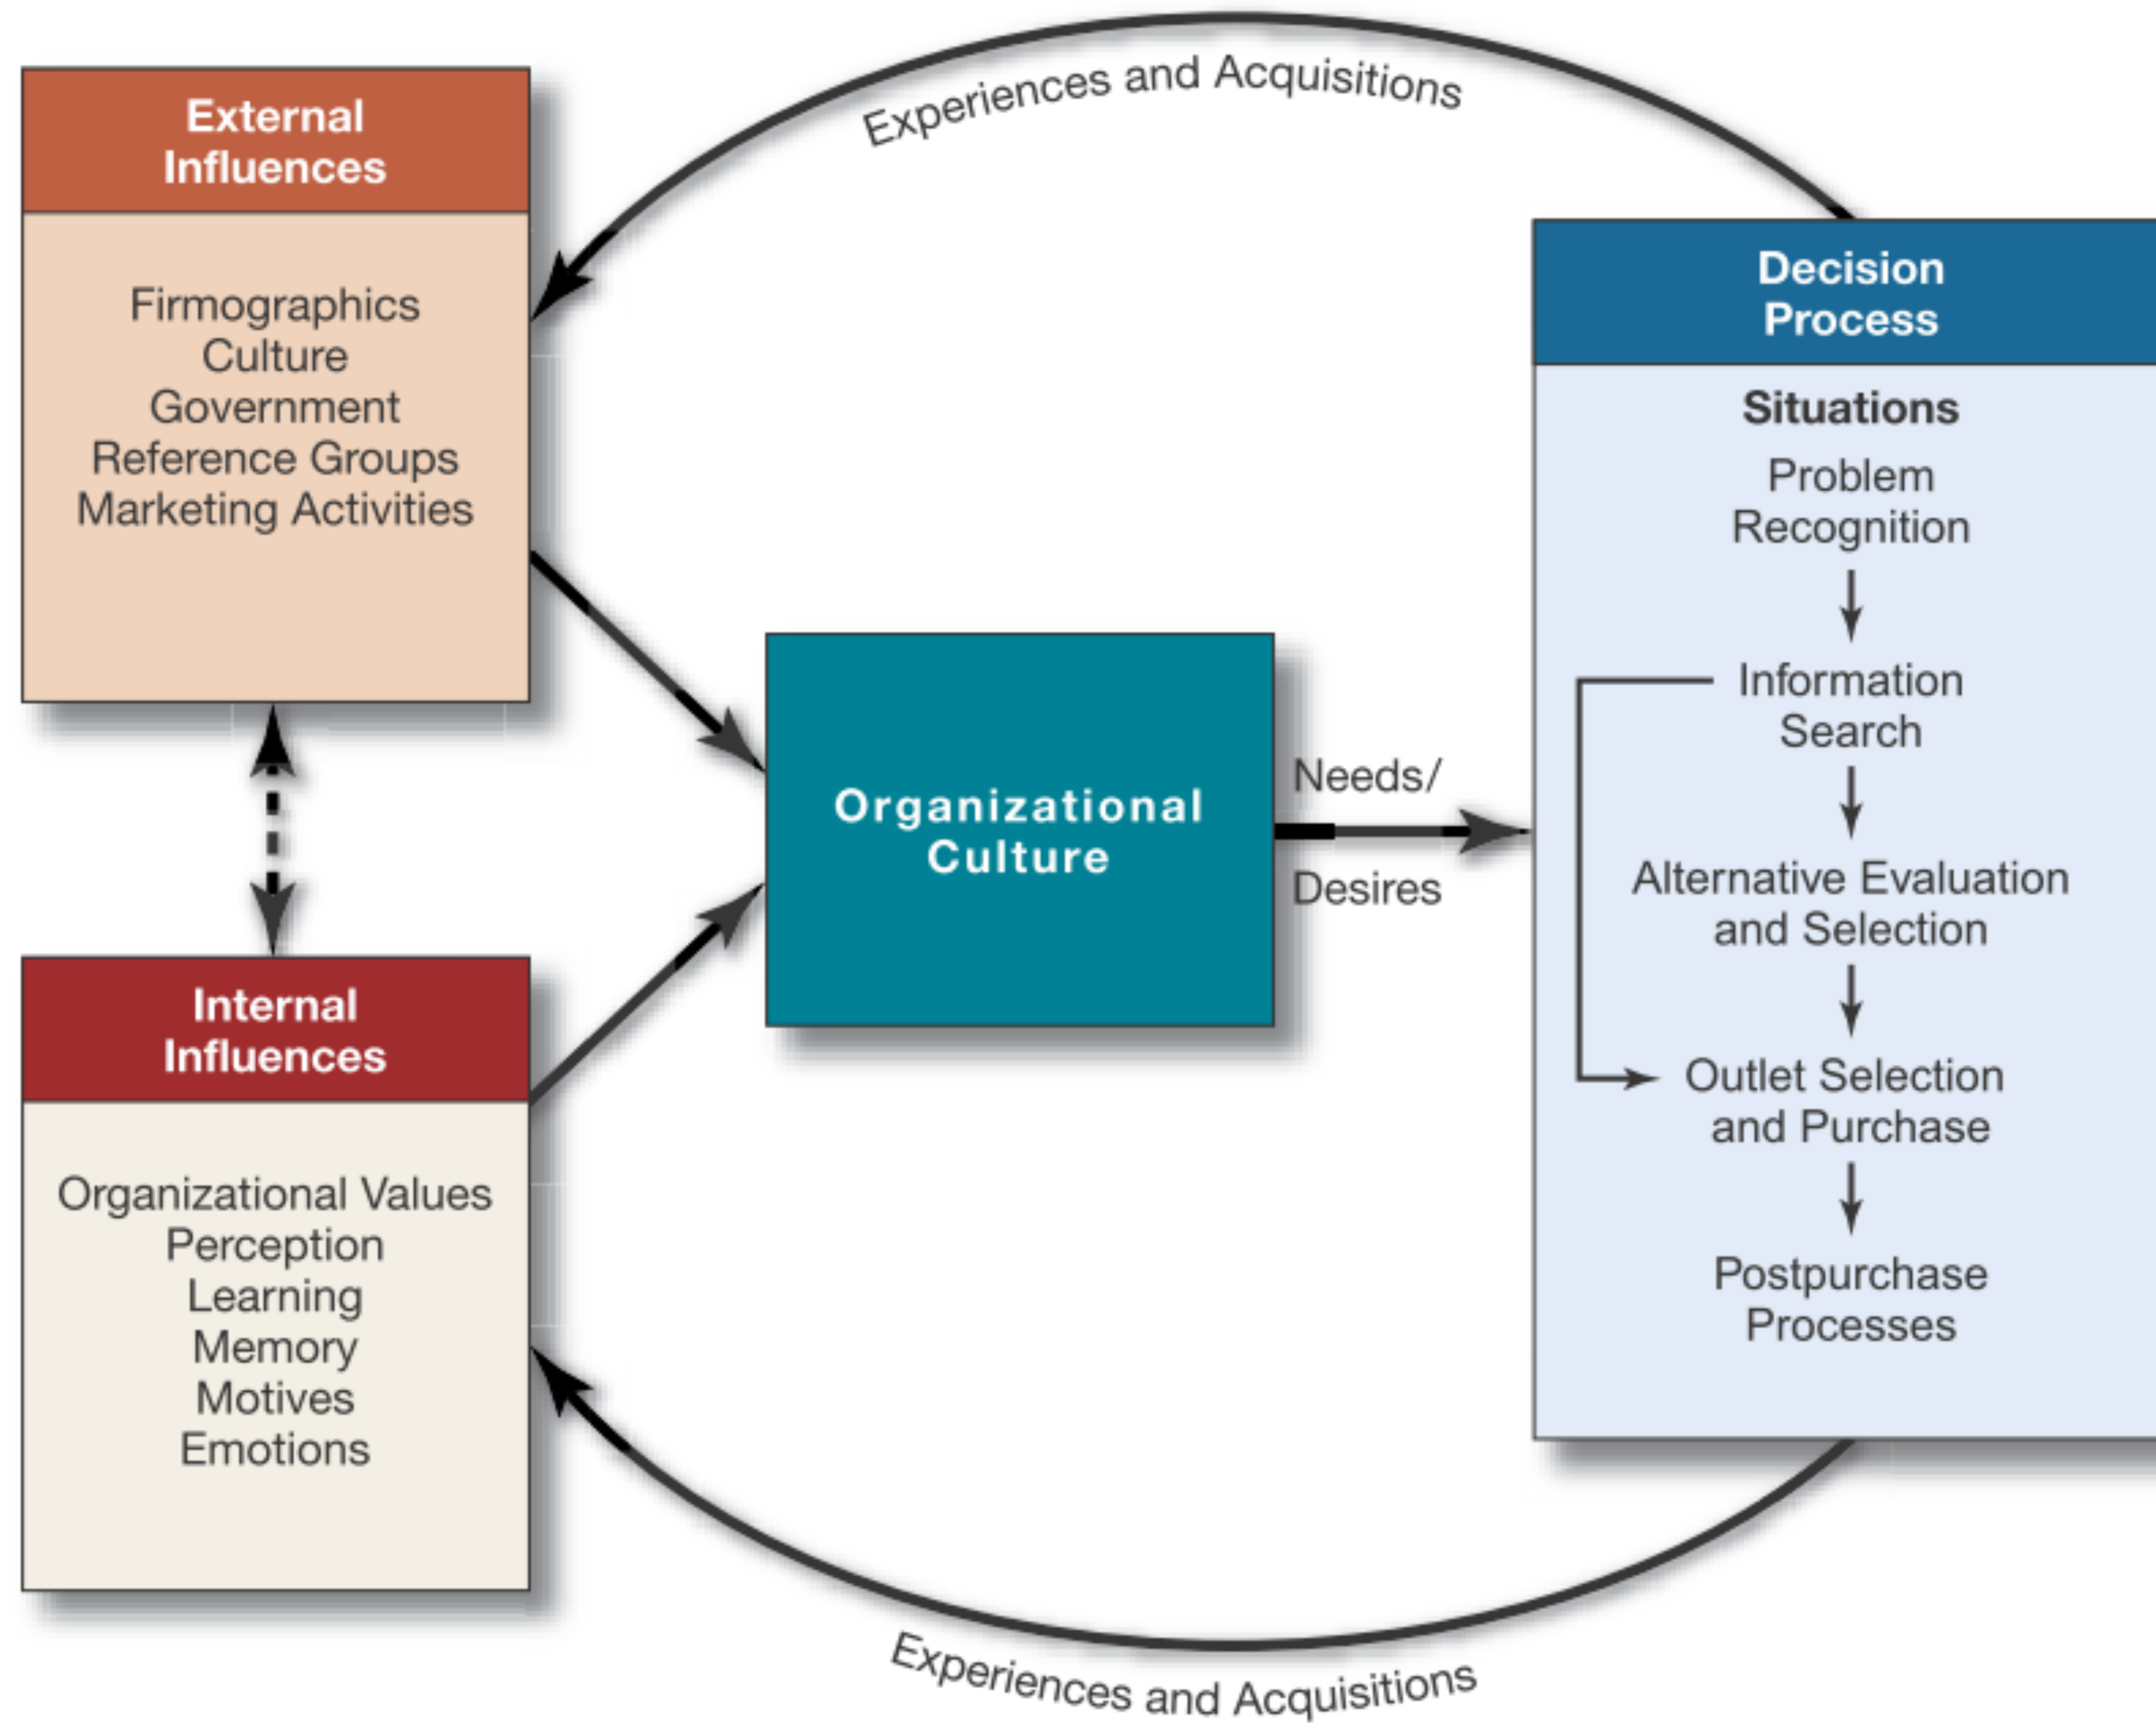 Experiences and Acquisitions
External
Influences
Firmographics
Culture
Government
Reference Groups
Marketing Activities
Decision
Process
Situations
Problem
Recognition
Information
Search
Alternative Evaluation
and Selection
Outlet Selection
and Purchase
Postpurchase
Processes
Organizational
Culture
Needs/
Desires
Internal
Influences
Organizational Values
Perception
Learning
Memory
Motives
Emotions
Experiences and Acquisitions